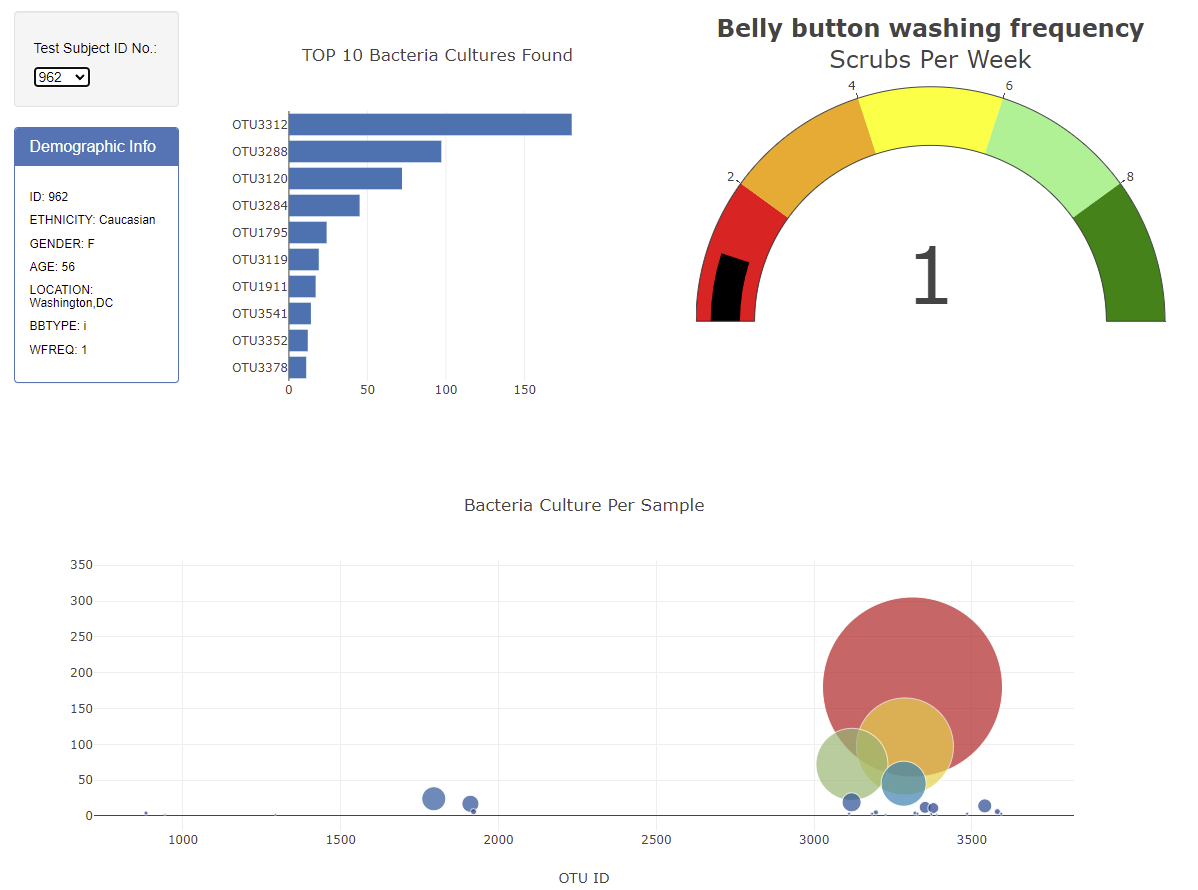 Test Subject ID No.:
962
Demographic Info
ID: 962
ETHNICITY: Caucasian
GENDER: F
AGE: 56
LOCATION:
Washington,DC
BBTYPE: i
WFREQ: 1
TOP 10 Bacteria Cultures Found
OTU3312
OTU3288
OTU3120
OTU3284
OTU1795
OTU3119
OTU1911
OTU3541
OTU3352
OTU3378
0 50 100 150
Belly button washing frequency
Scrubs Per Week
4 6
2 8
1
Bacteria Culture Per Sample
350
300
250
200
150
100
50
0
1000 1500 2000 2500 3000 3500
OTU ID